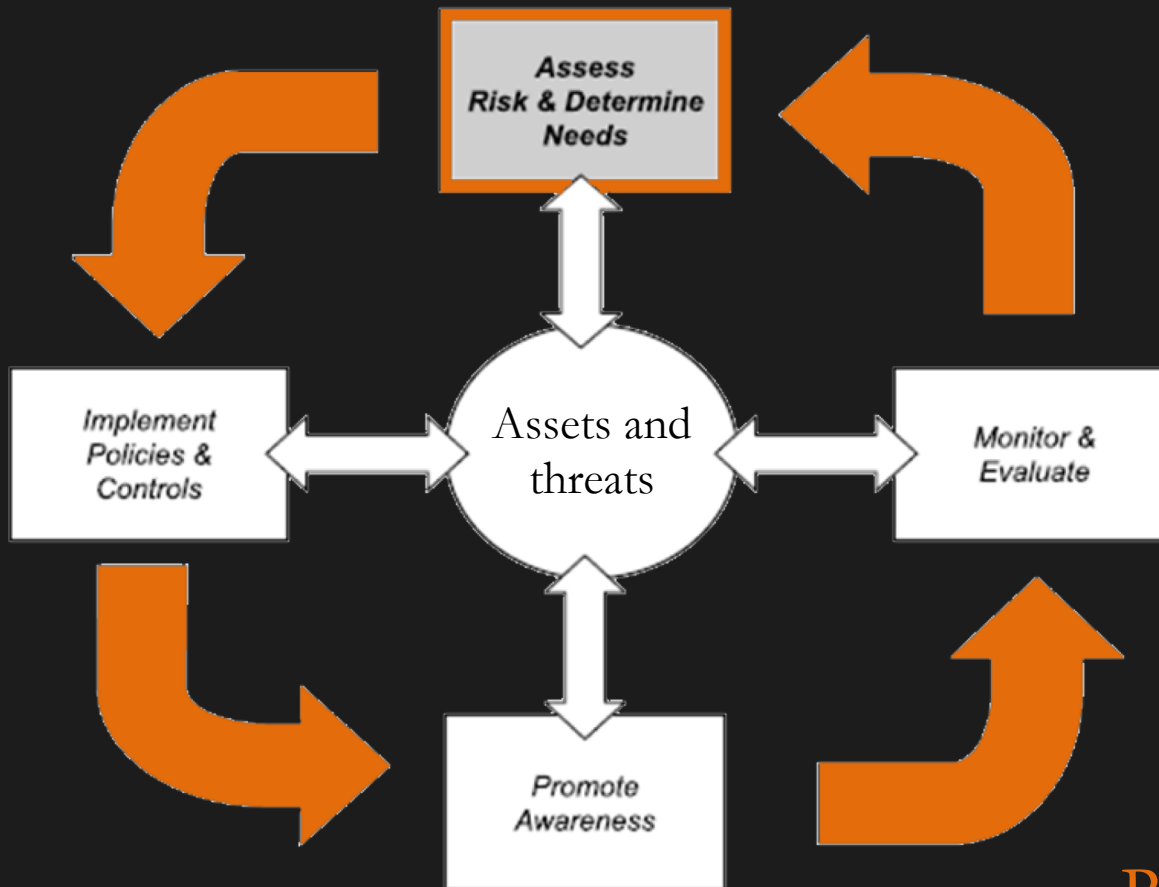 Assess
Risk & Determine
Needs
Implement
Policies &
Controls
Assets and
threats
Monitor &
Evaluate
Promote
Awareness